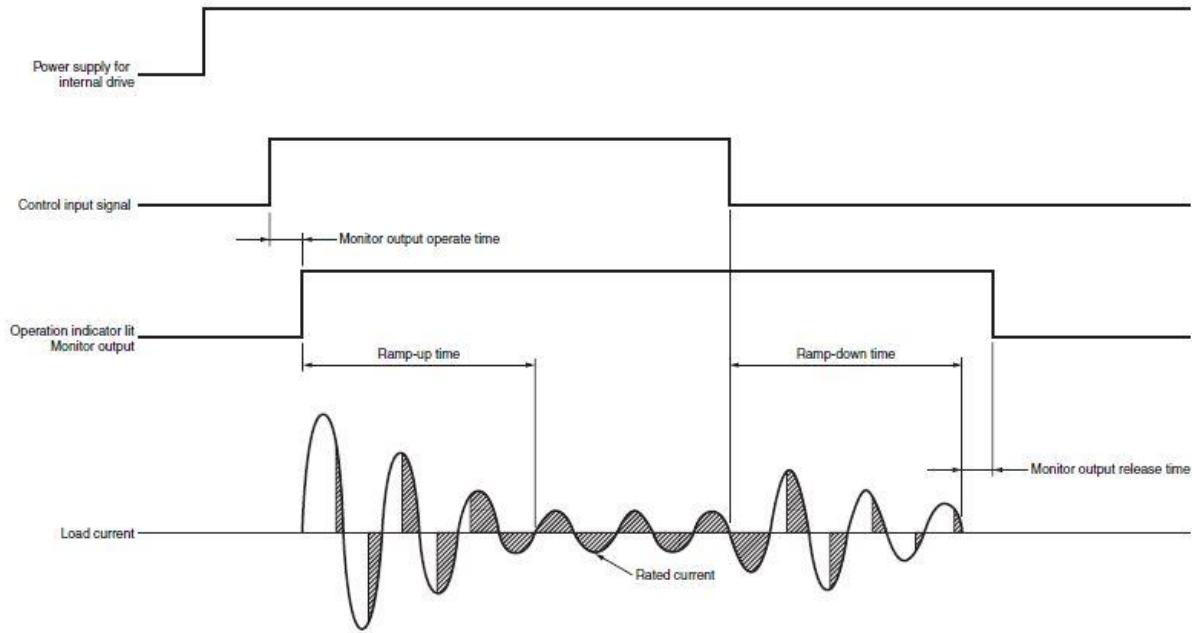 Power supply for
internal drive
Control input signal
Monitor output operate time
Operation indicator lit
Monitor output
Ramp-up time
Ramp-down time
Monitor output release time
Load current
Rated current